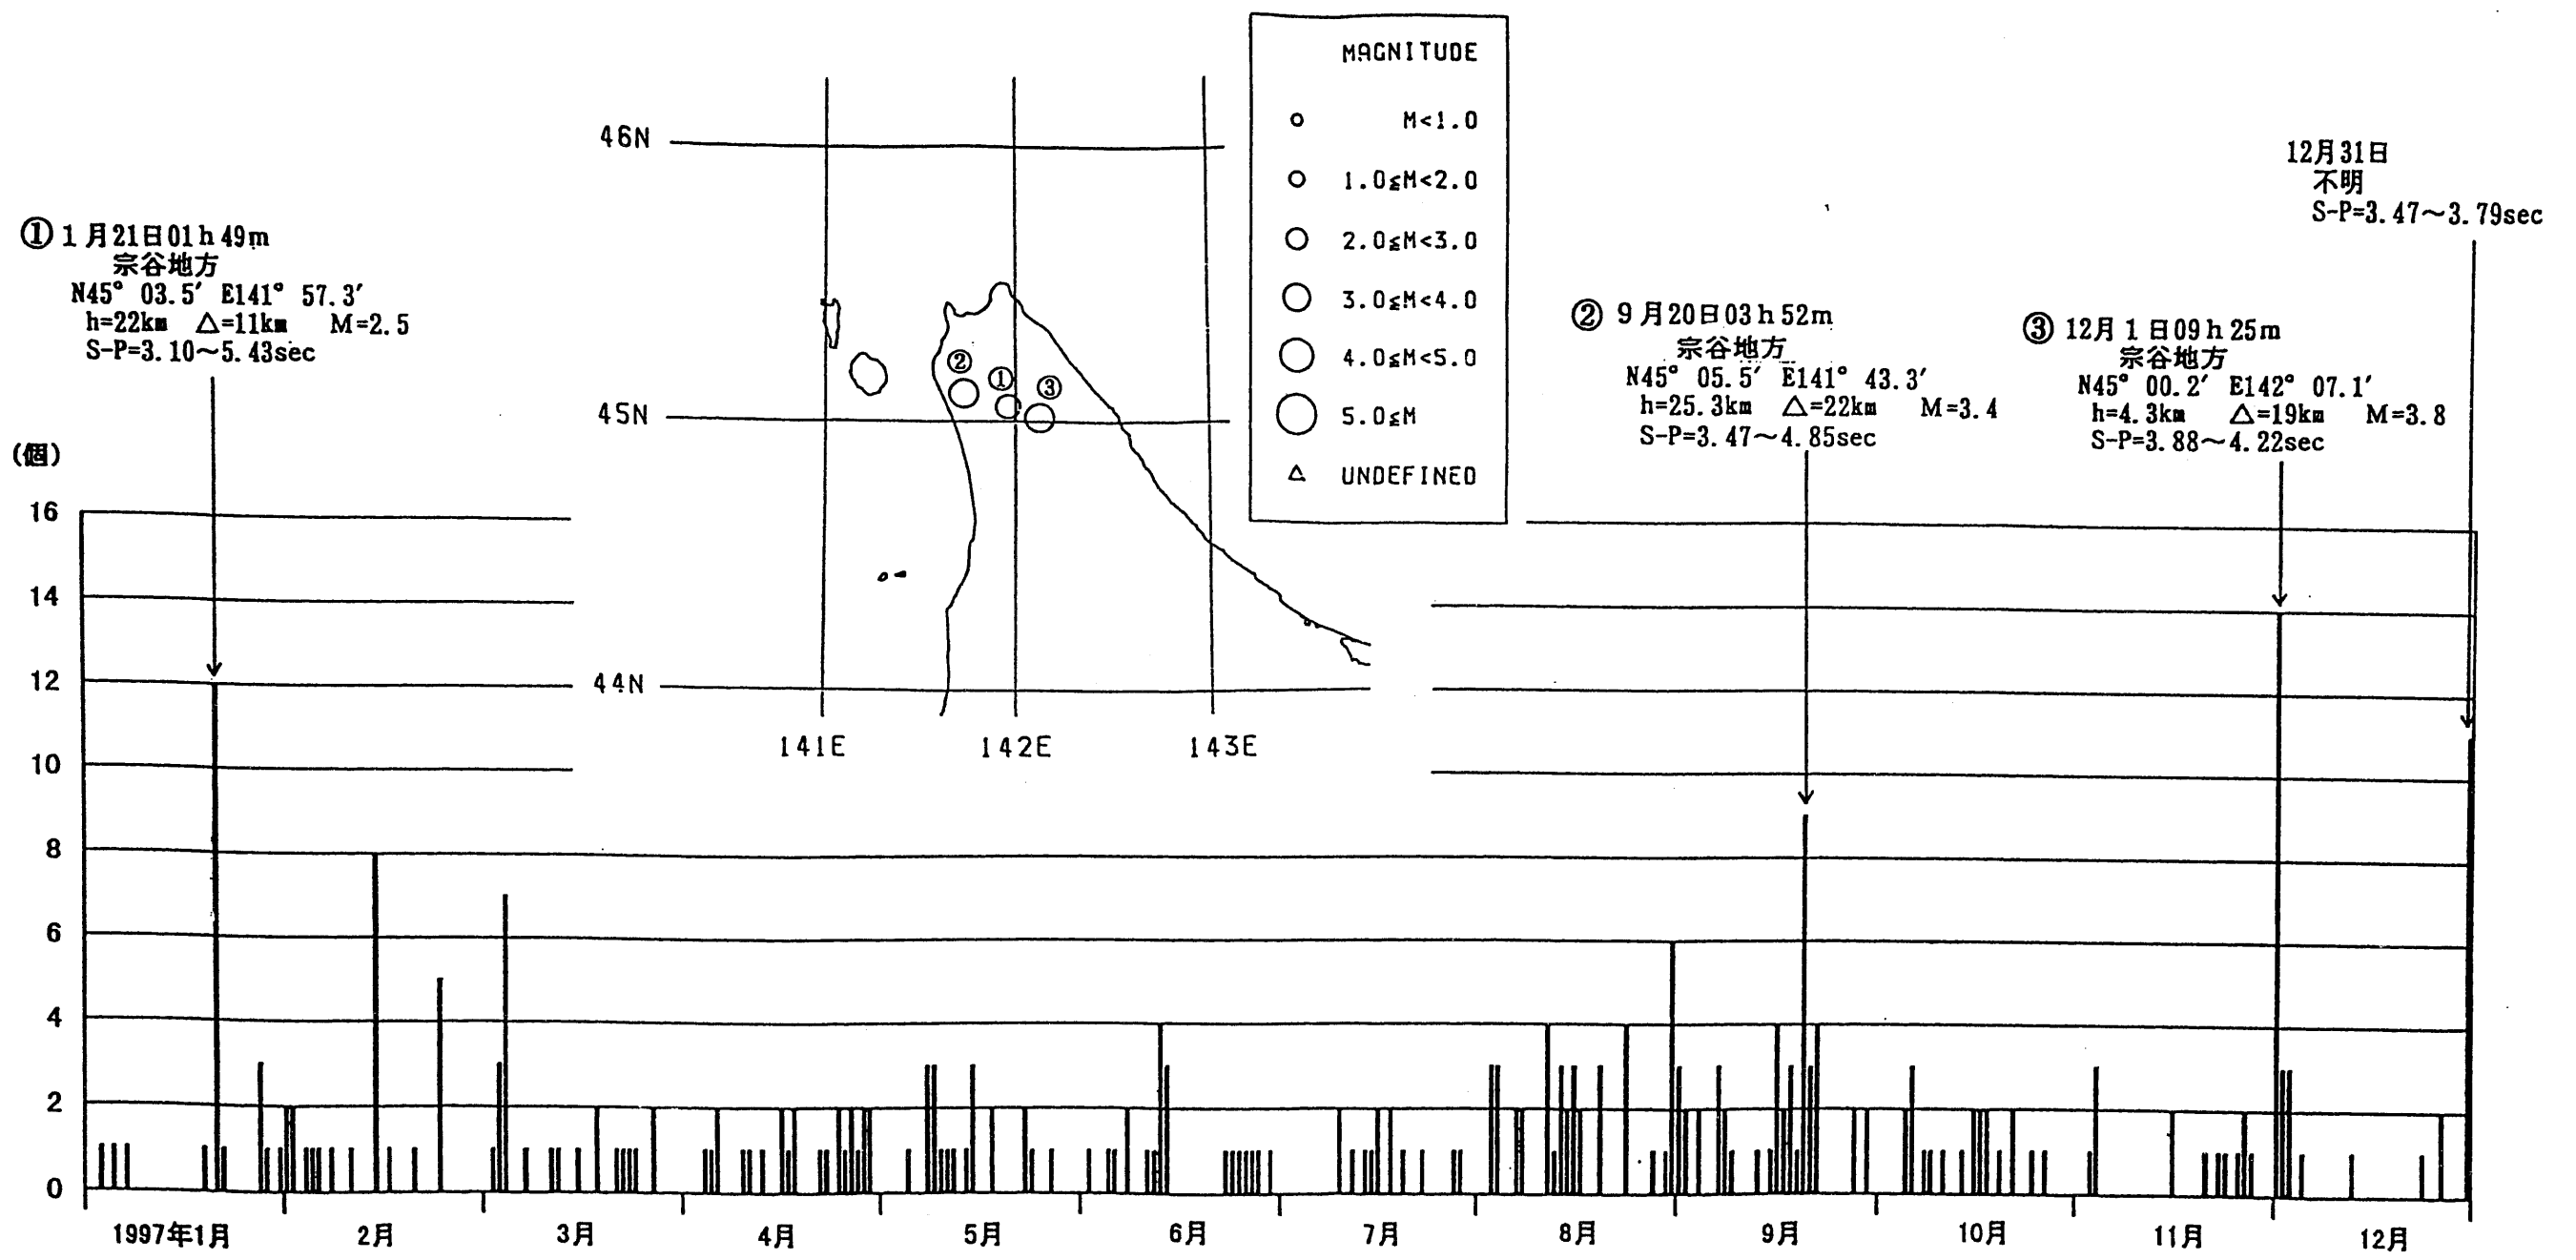 MAGNITUDE
M<1.0
1.0≦M<2.0
2.0≦M<3.0
3.0≦M<4.0
4.0≦M<5.0
5.0≦M
UNDEFINED
46N
45N
44N
141E
142E
143E
②
①
③
① 1月21日01h49m
宗谷地方
N45° 03.5′ E141° 57.3′
h=22km △=11km M=2.5
S-P=3.10～5.43sec
② 9月20日03h52m
宗谷地方
N45° 05.5′ E141° 43.3′
h=25.3km △=22km M=3.4
S-P=3.47～4.85sec
③ 12月1日09h25m
宗谷地方
N45° 00.2′ E142° 07.1′
h=4.3km △=19km M=3.8
S-P=3.88～4.22sec
12月31日
不明
S-P=3.47～3.79sec
(個)
16
14
12
10
8
6
4
2
0
1997年1月 2月 3月 4月 5月 6月 7月 8月 9月 10月 11月 12月